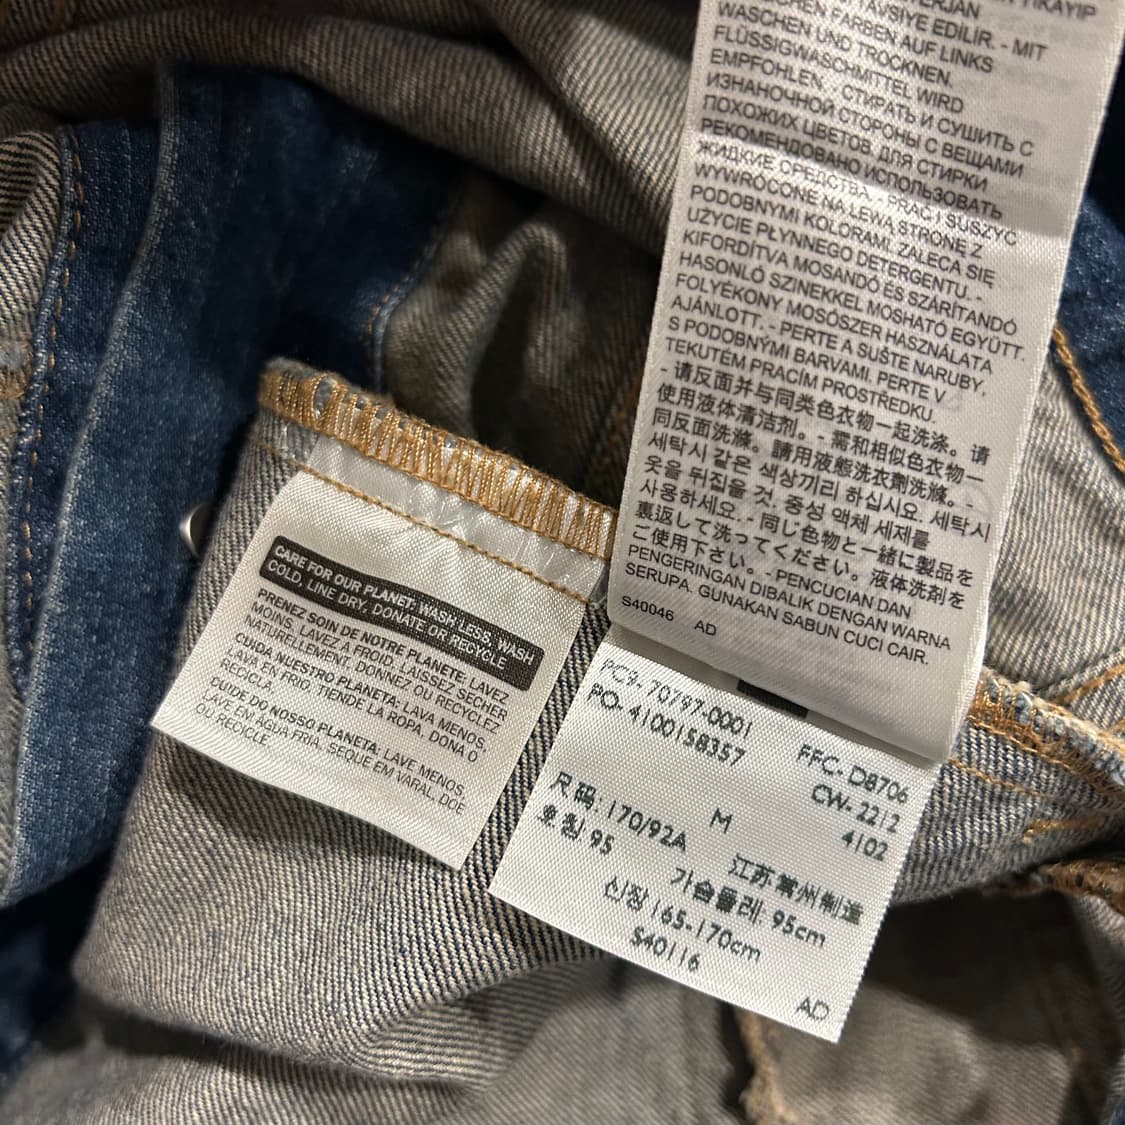 YIKAYIP
TAVSİYE EDİLİR. - MIT
WASCHEN FARBEN AUF LINKS
WASCHEN UND TROCKNEN.
FLÜSSIGWASCHMITTEL WIRD
EMPFOHLEN. - СТИРАТЬ И СУШИТЬ С
ИЗНАНОЧНОЙ СТОРОНЫ С ВЕЩАМИ
ПОХОЖИХ ЦВЕТОВ. ДЛЯ СТИРКИ
РЕКОМЕНДОВАНО ИСПОЛЬЗОВАТЬ
ЖИДКИЕ СРЕДСТВА. - PRAĆ I SUSZYĆ
WYWRÓCONE NA LEWĄ STRONĘ Z
PODOBNYMI KOLORAMI. ZALECA SIĘ
UŻYCIE PŁYNNEGO DETERGENTU. -
KIFORDÍTVA MOSANDÓ ÉS SZÁRÍTANDÓ
HASONLÓ SZINEKKEL MOSHATÓ EGYÜTT.
FOLYÉKONY MOSÓSZER HASZNÁLATA
AJÁNLOTT. - PERTE A SUŠTE NARUBY,
S PODOBNÝMI BARVAMI. PERTE V
TEKUTÉM PRACÍM PROSTŘEDKU.
- 请反面并与同类色衣物一起洗涤。请
使用液体清洁剂。- 需和相似色衣物一
同反面洗滌。請用液態洗衣劑洗滌。-
세탁시 같은 색상끼리 하십시요. 세탁시
옷을 뒤집을 것. 중성 액체 세제를
사용하세요. - 同じ色物と一緒に製品を
裏返して洗ってください。液体洗剤を
ご使用下さい。- PENCUCIAN DAN
PENGERINGAN DIBALIK DENGAN WARNA
SERUPA. GUNAKAN SABUN CUCI CAIR.
S40046 AD
CARE FOR OUR PLANET: WASH LESS, WASH
COLD, LINE DRY, DONATE OR RECYCLE
PRENEZ SOIN DE NOTRE PLANETE: LAVEZ
MOINS, LAVEZ A FROID, LAISSEZ SECHER
NATURELLEMENT, DONNEZ OU RECYCLEZ
CUIDA NUESTRO PLANETA: LAVA MENOS,
LAVA EN FRIO, TIENDE LA ROPA, DONA O
RECICLA.
CUIDE DO NOSSO PLANETA: LAVE MENOS,
LAVE EM ÁGUA FRIA, SEQUE EM VARAL, DOE
OU RECICLE.
PC9- 70797-0001
FFC- D8706
PO- 4100158357
CW- 2212
4102
M
尺码: 170/92A
호칭: 95
江苏常州制造
가슴둘레 95cm
신장 165-170cm
S40116
AD